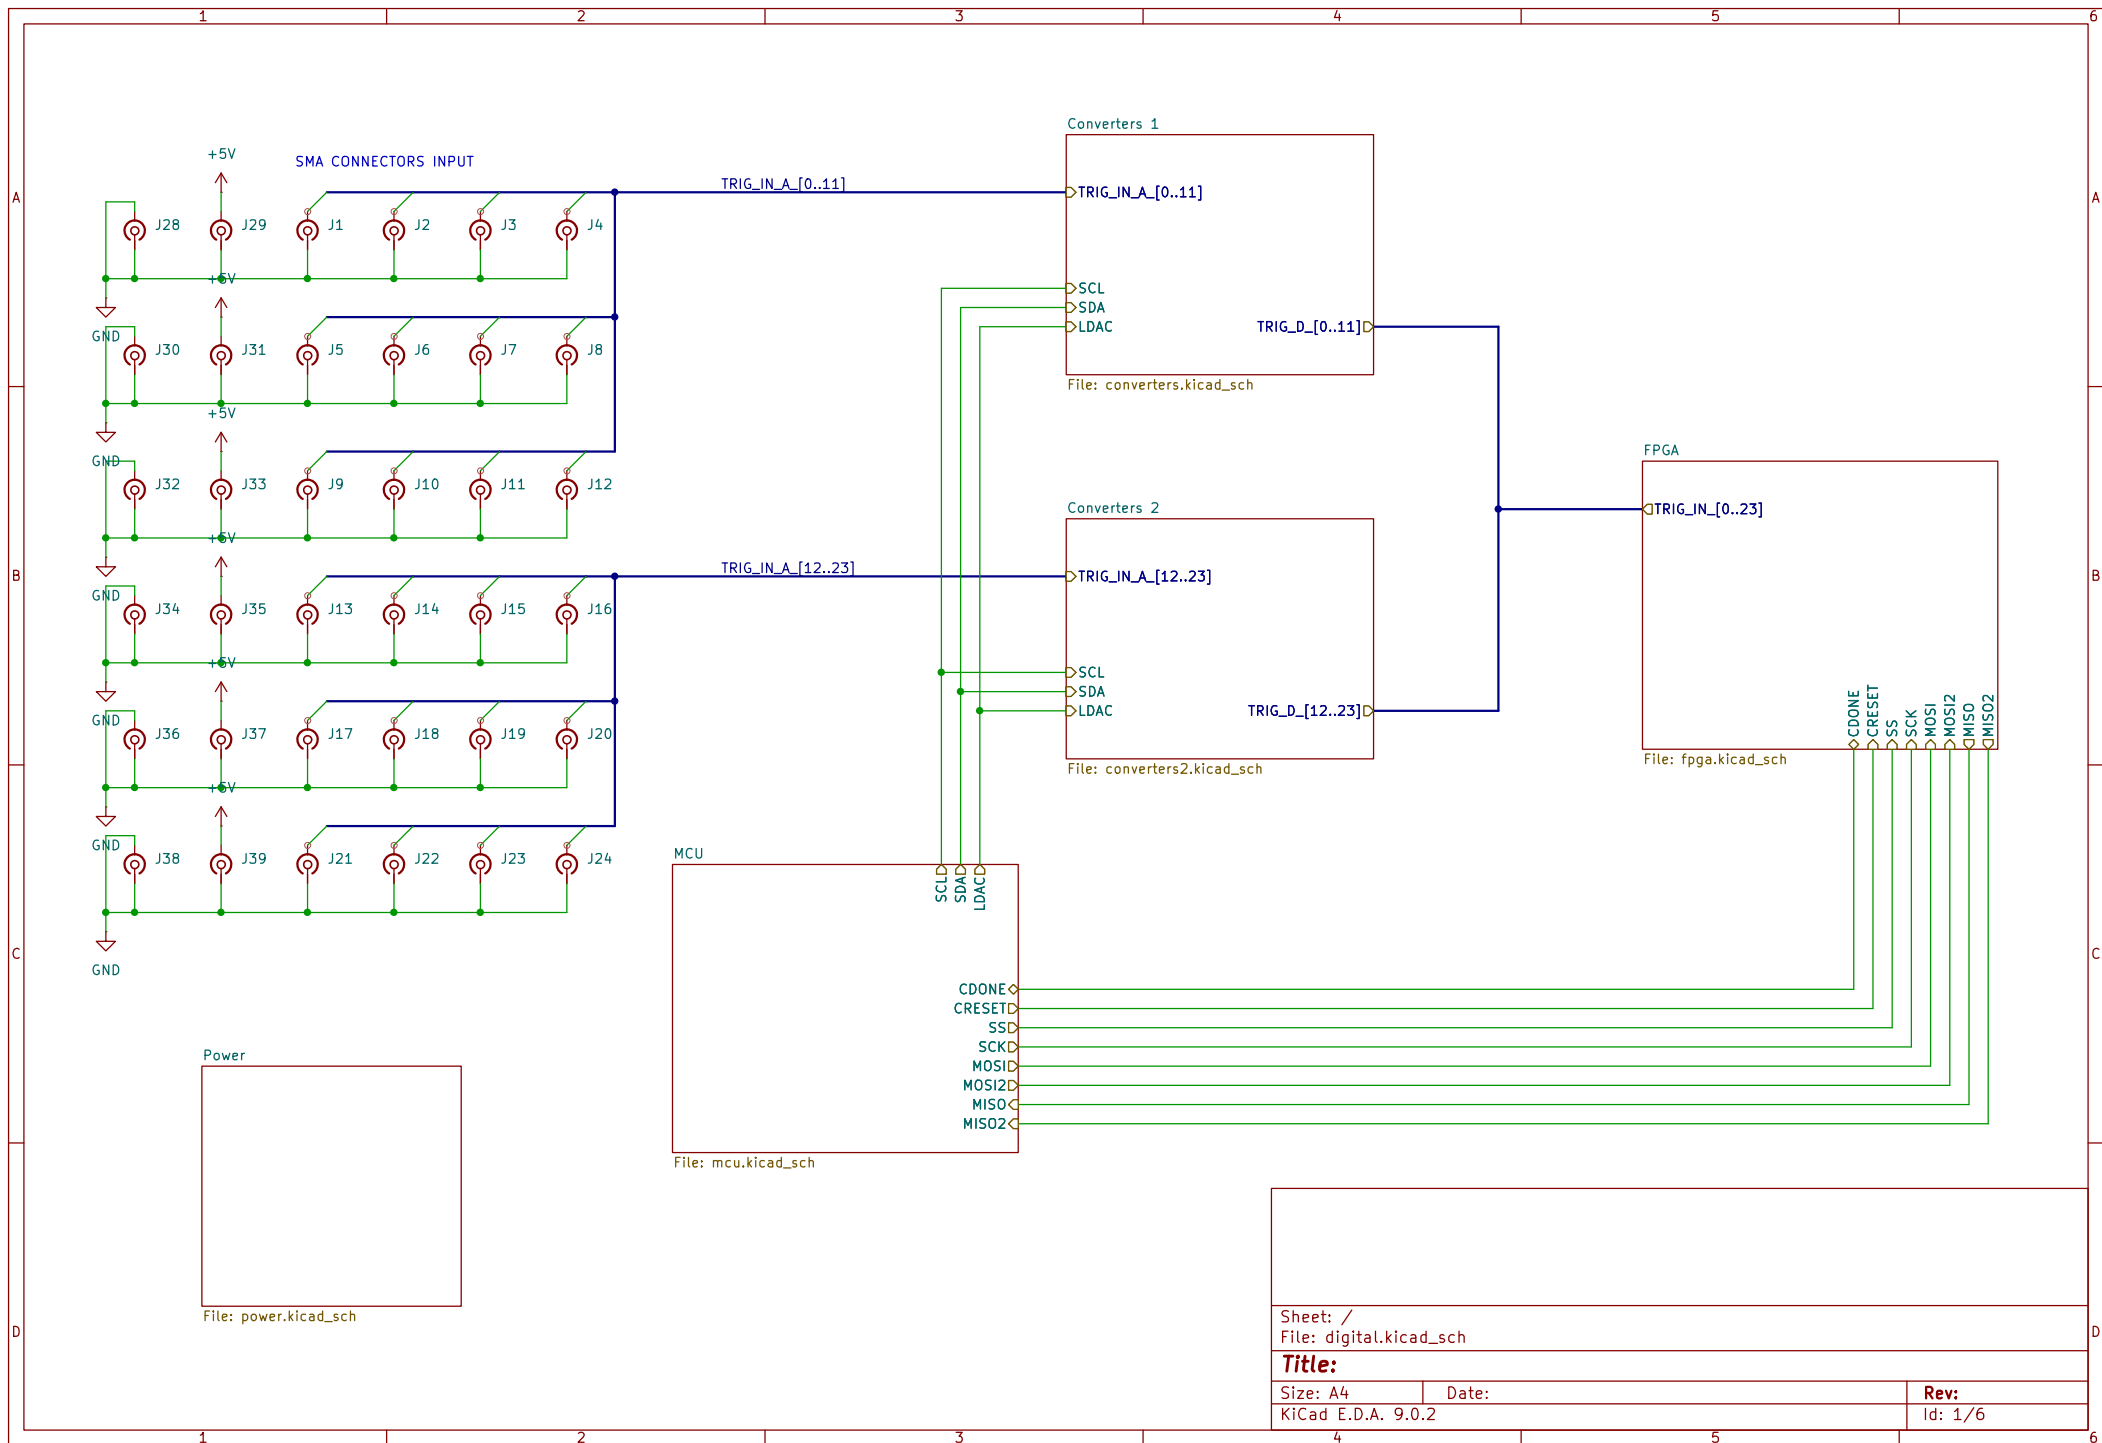 1 2 3 4 5 6
A A
B B
C C
D D
SMA CONNECTORS INPUT
+5V
J28 J29 J1 J2 J3 J4
GND
+5V
J30 J31 J5 J6 J7 J8
GND
+5V
J32 J33 J9 J10 J11 J12
GND
+5V
J34 J35 J13 J14 J15 J16
GND
+5V
J36 J37 J17 J18 J19 J20
GND
+5V
J38 J39 J21 J22 J23 J24
GND
TRIG_IN_A_[0..11]
TRIG_IN_A_[12..23]
Converters 1
TRIG_IN_A_[0..11]
SCL
SDA
LDAC
TRIG_D_[0..11]
File: converters.kicad_sch
Converters 2
TRIG_IN_A_[12..23]
SCL
SDA
LDAC
TRIG_D_[12..23]
File: converters2.kicad_sch
FPGA
TRIG_IN_[0..23]
CDONE
CRESET
SS
SCK
MOSI
MOSI2
MISO
MISO2
File: fpga.kicad_sch
MCU
SCL
SDA
LDAC
CDONE
CRESET
SS
SCK
MOSI
MOSI2
MISO
MISO2
File: mcu.kicad_sch
Power
File: power.kicad_sch
Sheet: /
File: digital.kicad_sch
Title:
Size: A4 Date: Rev:
KiCad E.D.A. 9.0.2 Id: 1/6
1 2 3 4 5 6